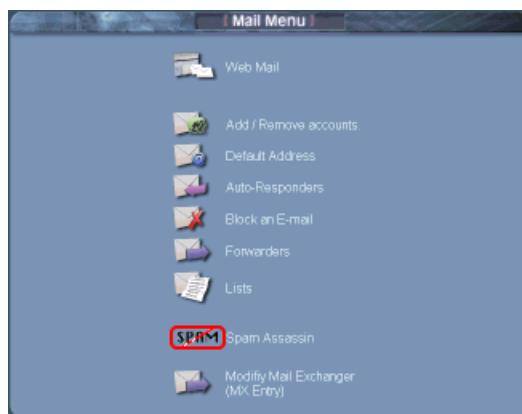 Mail Menu
Web Mail
Add / Remove accounts.
Default Address
Auto-Responders
Block an E-mail
Forwarders
Lists
SPAM Spam Assassin
Modifiy Mail Exchanger
(MX Entry)